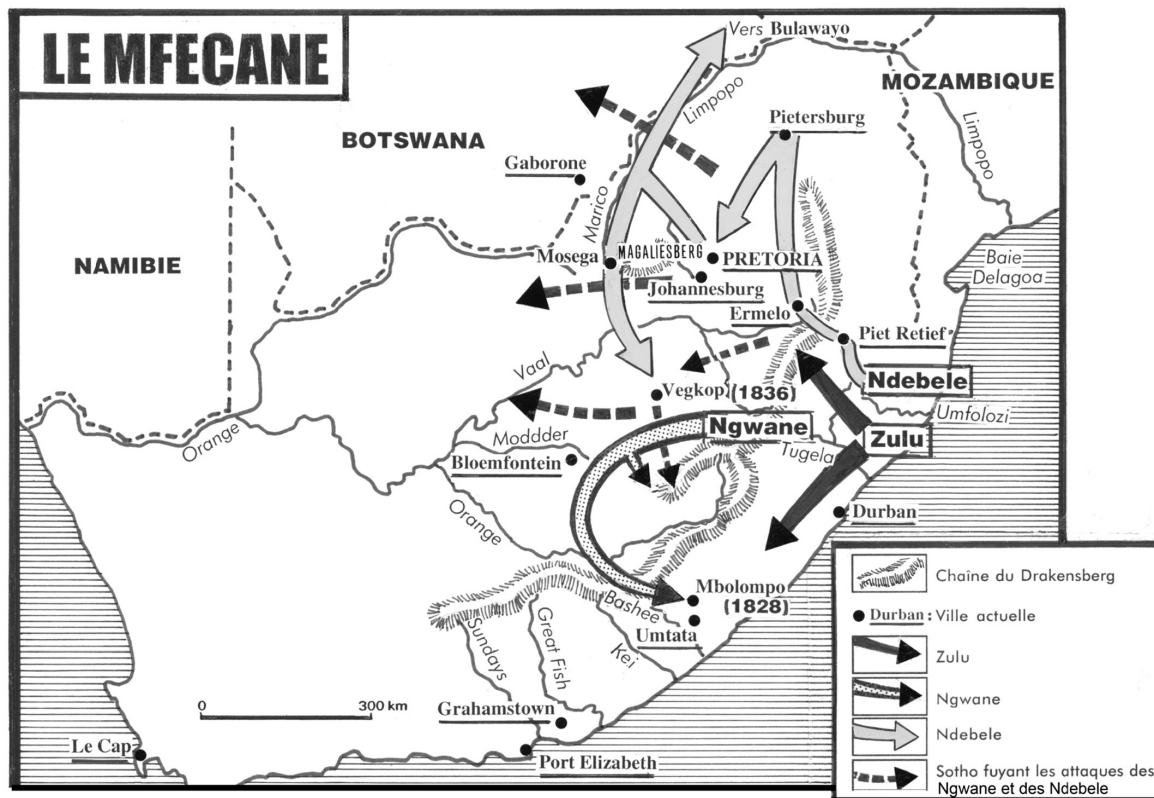 LE MFECANE
Vers Bulawayo
MOZAMBIQUE
Limpopo
Limpopo
Pietersburg
BOTSWANA
Gaborone
Marico
NAMIBIE
Mosega
MAGALIESBERG
PRETORIA
Baie
Delagoa
Johannesburg
Ermelo
Piet Retief
Ndebele
Vaal
Vegkop (1836)
Umfolozi
Orange
Ngwane
Zulu
Moddder
Tugela
Bloemfontein
Orange
Durban
Mbolompo
(1828)
Bashee
Umtata
Sundays
Great Fish
Kei
0 300 km
Grahamstown
Le Cap
Port Elizabeth
Chaîne du Drakensberg
Durban : Ville actuelle
Zulu
Ngwane
Ndebele
Sotho fuyant les attaques des
Ngwane et des Ndebele